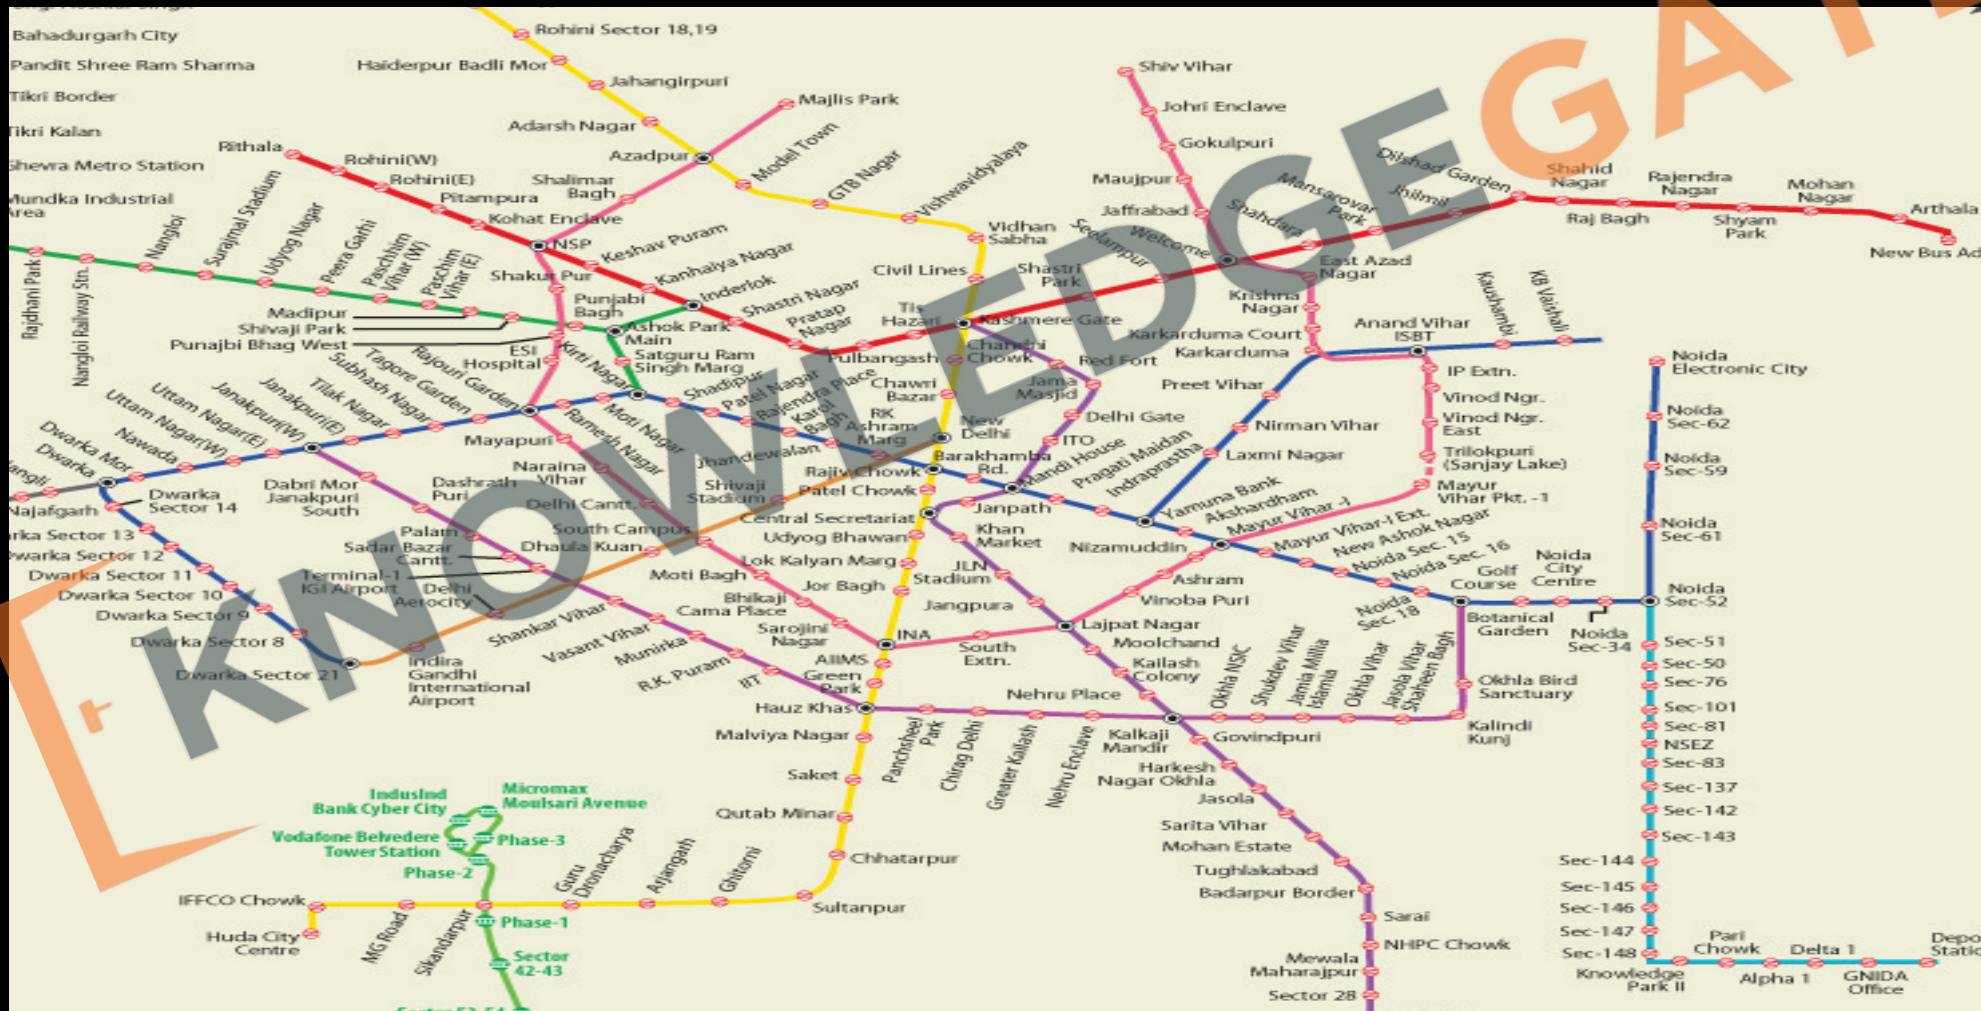 Bahadurgarh City
Pandit Shree Ram Sharma
Tikri Border
Tikri Kalan
Shewra Metro Station
Mundka Industrial
Area
Rohini Sector 18,19
Haiderpur Badli Mor
Jahangirpuri
Adarsh Nagar
Majlis Park
Azadpur
Model Town
GTB Nagar
Vishwavidyalaya
Shalimar
Bagh
Vidhan
Sabha
Civil Lines
Rithala
Rohini(W)
Rohini(E)
Pitampura
Kohat Enclave
NSP
Keshav Puram
Kanhaiya Nagar
Inderlok
Shastri Nagar
Pratap
Nagar
Pulbangash
Tis
Hazari
Kashmere Gate
Shastri
Park
Seelampur
Welcome
Shahdara
Mansarovar
Park
Jhilmil
Dilshad Garden
Shahid
Nagar
Raj Bagh
Rajendra
Nagar
Shyam
Park
Mohan
Nagar
Arthala
New Bus Ad
Shiv Vihar
Johri Enclave
Gokulpuri
Maujpur
Jaffrabad
East Azad
Nagar
Krishna
Nagar
Karkarduma Court
Karkarduma
Anand Vihar
ISBT
Kaushambi
KB Vaishali
IP Extn.
Vinod Ngr.
Vinod Ngr.
East
Trilokpuri
(Sanjay Lake)
Mayur
Vihar Pkt. -1
Preet Vihar
Nirman Vihar
Laxmi Nagar
Rajdhani Park
Nangloi Railway Stn.
Nangloi
Surajmal Stadium
Udyog Nagar
Peera Garhi
Paschhim
Vihar (W)
Paschim
Vihar (E)
Madipur
Shivaji Park
Punajbi Bhag West
Shakur Pur
Punjabi
Bagh
Ashok Park
Main
Satguru Ram
Singh Marg
Kirti Nagar
ESI
Hospital
Rajouri Garden
Tagore Garden
Subhash Nagar
Tilak Nagar
Janakpuri(E)
Janakpuri(W)
Uttam Nagar(E)
Uttam Nagar(W)
Nawada
Dwarka Mor
Dwarka
Najafgarh
Dwarka
Sector 14
Dwarka Sector 11
Dwarka Sector 10
Dwarka Sector 9
Dwarka Sector 8
Dwarka Sector 21
Indira
Gandhi
International
Airport
Delhi
Aerocity
Dhaula Kuan
Shivaji
Stadium
New
Delhi
Moti Nagar
Ramesh Nagar
Shadipur
Patel Nagar
Rajendra Place
Karol
Bagh
Jhandewalan
RK
Ashram
Marg
Rajiv Chowk
Barakhamba
Rd.
Mandi House
Pragati Maidan
Indraprastha
Yamuna Bank
Akshardham
Mayur Vihar -I
Mayur Vihar-I Ext.
New Ashok Nagar
Noida Sec. 15
Noida Sec. 16
Noida
Sec. 18
Botanical
Garden
Golf
Course
Noida
City
Centre
Noida
Sec-34
Noida
Sec-52
Noida
Sec-61
Noida
Sec-59
Noida
Sec-62
Noida
Electronic City
Chandni
Chowk
Chawri
Bazar
Red Fort
Jama
Masjid
Delhi Gate
ITO
Janpath
Patel Chowk
Central Secretariat
Udyog Bhawan
Lok Kalyan Marg
Jor Bagh
INA
AIIMS
Green
Park
Hauz Khas
Malviya Nagar
Saket
Qutab Minar
Chhatarpur
Sultanpur
Ghitorni
Arjangarh
Guru
Dronacharya
Sikandarpur
MG Road
IFFCO Chowk
Huda City
Centre
Mayapuri
Naraina
Vihar
Delhi Cantt.
South Campus
Moti Bagh
Bhikaji
Cama Place
Sarojini
Nagar
South
Extn.
Lajpat Nagar
Vinoba Puri
Ashram
Nizamuddin
Dabri Mor
Janakpuri
South
Dashrath
Puri
Palam
Sadar Bazar
Cantt.
Terminal-1
IGI Airport
Shankar Vihar
Vasant Vihar
Munirka
R.K. Puram
IIT
Panchsheel
Park
Chirag Delhi
Greater Kailash
Nehru Enclave
Kalkaji
Mandir
Okhla NSIC
Shukdev Vihar
Jamia Millia
Islamia
Okhla Vihar
Jasola Vihar
Shaheen Bagh
Kalindi
Kunj
Okhla Bird
Sanctuary
Khan
Market
JLN
Stadium
Jangpura
Moolchand
Kailash
Colony
Nehru Place
Govindpuri
Harkesh
Nagar Okhla
Jasola
Sarita Vihar
Mohan Estate
Tughlakabad
Badarpur Border
Sarai
NHPC Chowk
Mewala
Maharajpur
Sector 28
Sec-51
Sec-50
Sec-76
Sec-101
Sec-81
NSEZ
Sec-83
Sec-137
Sec-142
Sec-143
Sec-144
Sec-145
Sec-146
Sec-147
Sec-148
Knowledge
Park II
Pari
Chowk
Alpha 1
Delta 1
GNIDA
Office
IndusInd
Bank Cyber City
Micromax
Moulsari Avenue
Vodafone Belvedere
Tower Station
Phase-3
Phase-2
Phase-1
Sector
42-43
KNOWLEDGEGAT